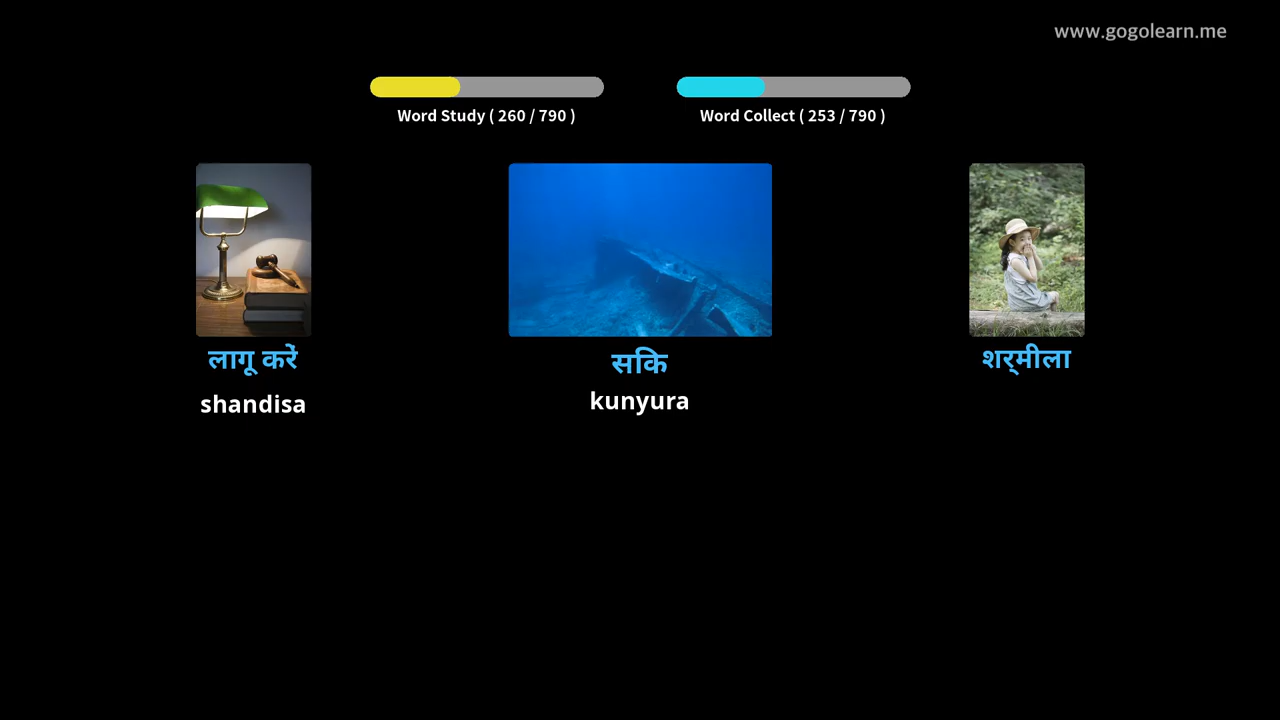 www.gogolearn.me
Word Study ( 260 / 790 )
Word Collect ( 253 / 790 )
लागू करें
सकि
शर्‌मीला
shandisa
kunyura